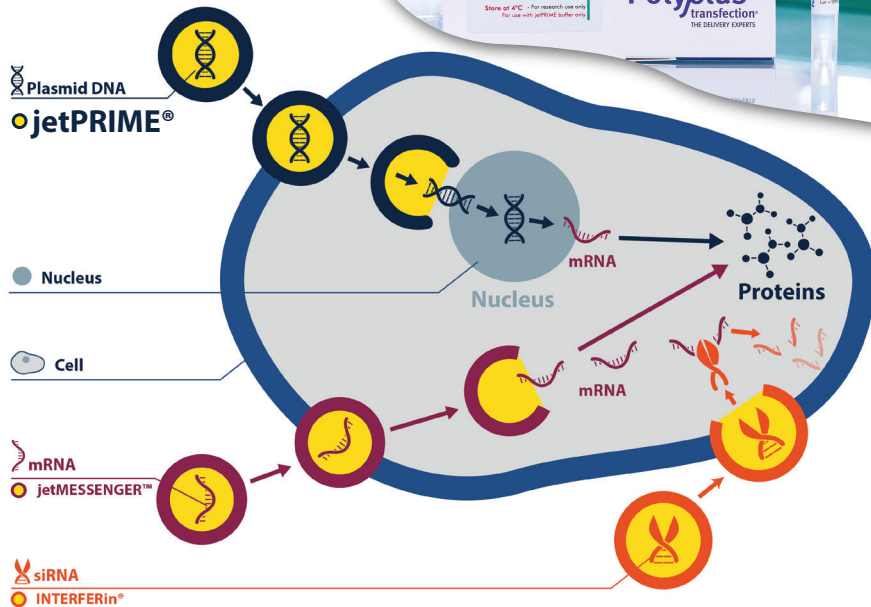 Store at 4°C - For research use only
For use with jetPRIME buffer only
Polyplus
transfection®
THE DELIVERY EXPERTS
Plasmid DNA
jetPRIME®
mRNA
Nucleus
Proteins
Nucleus
Cell
mRNA
mRNA
jetMESSENGER™
siRNA
INTERFERin®